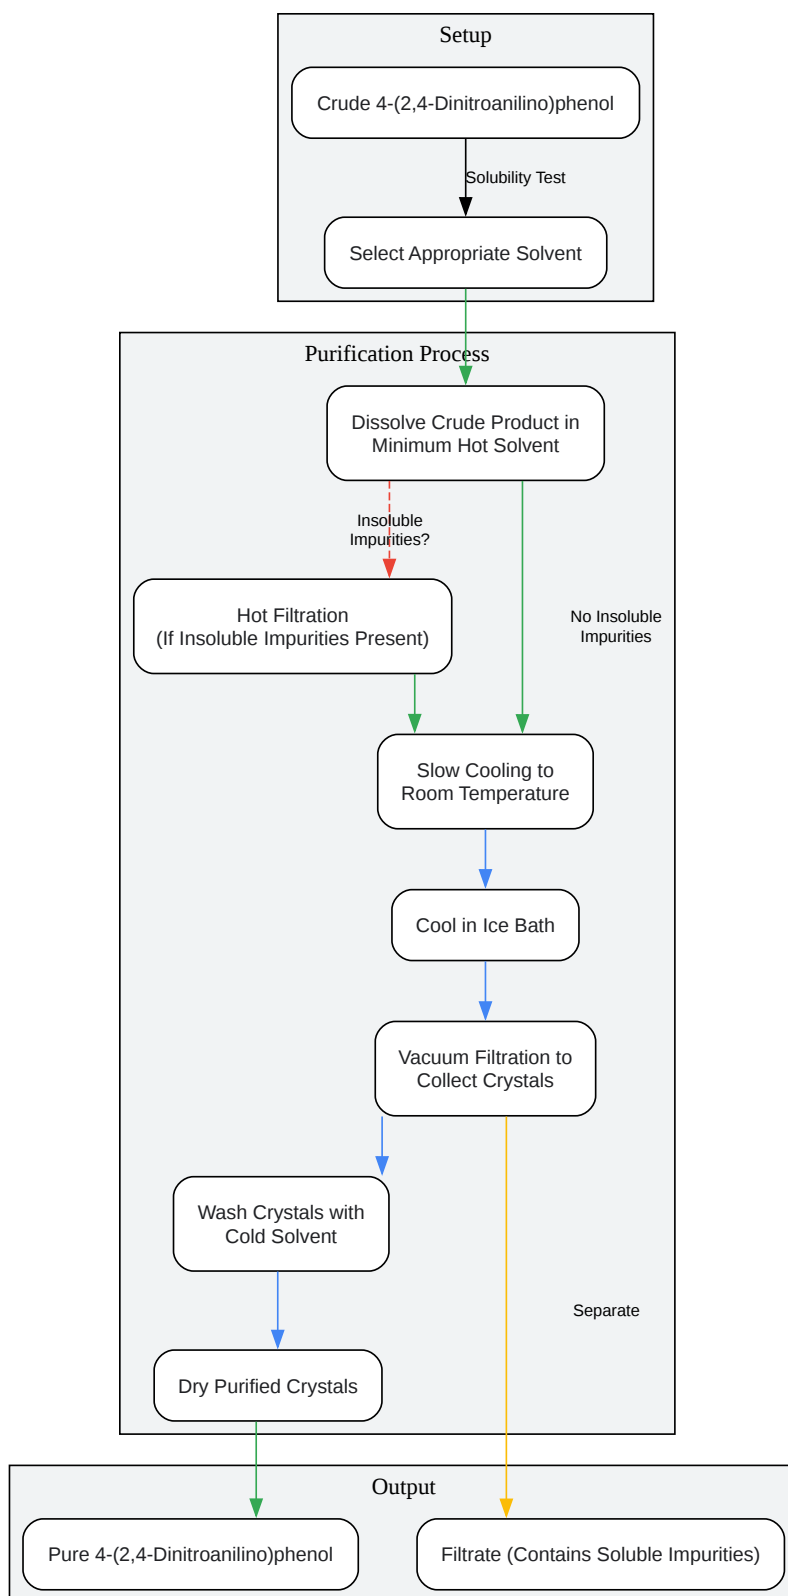 Setup
Crude 4-(2,4-Dinitroanilino)phenol
Solubility Test
Select Appropriate Solvent
Purification Process
Dissolve Crude Product in
Minimum Hot Solvent
Insoluble
Impurities?
Hot Filtration
(If Insoluble Impurities Present)
No Insoluble
Impurities
Slow Cooling to
Room Temperature
Cool in Ice Bath
Vacuum Filtration to
Collect Crystals
Wash Crystals with
Cold Solvent
Separate
Dry Purified Crystals
Output
Pure 4-(2,4-Dinitroanilino)phenol
Filtrate (Contains Soluble Impurities)